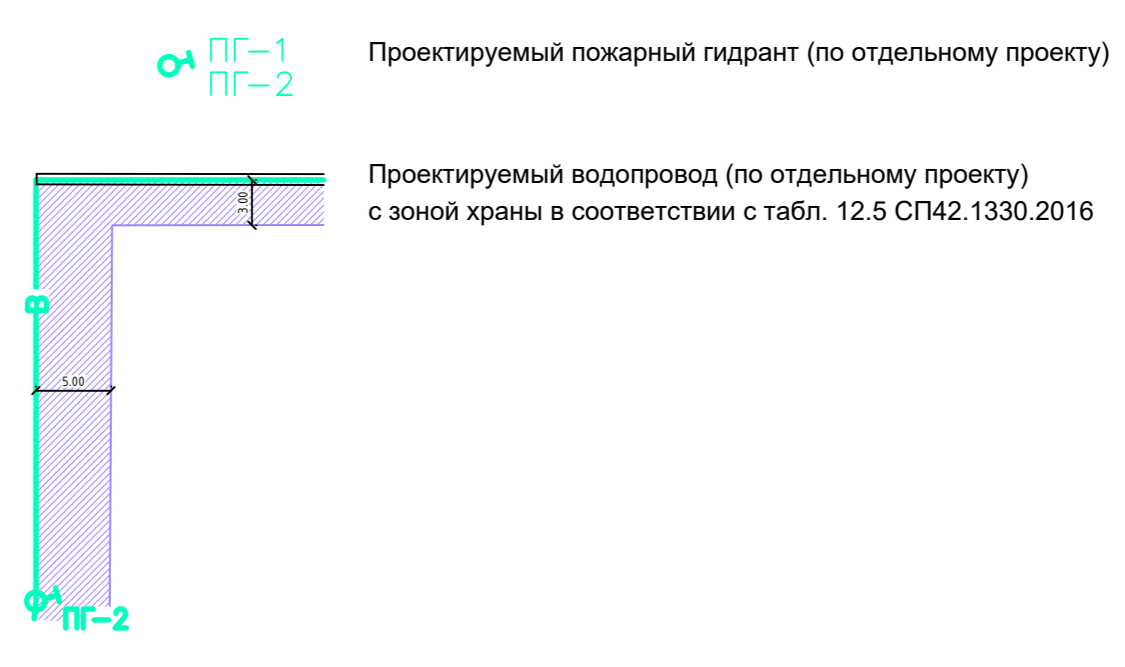 ПГ-1
ПГ-2
Проектируемый пожарный гидрант (по отдельному проекту)
Проектируемый водопровод (по отдельному проекту)
с зоной храны в соответствии с табл. 12.5 СП42.1330.2016
3.00
В
5.00
ПГ-2